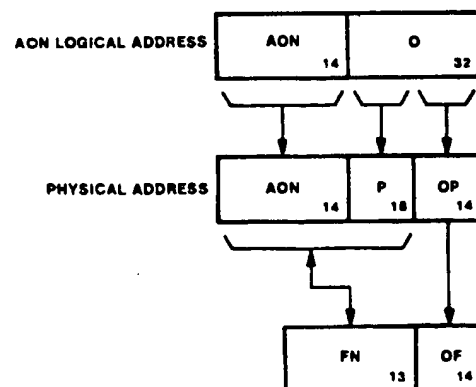 AON LOGICAL ADDRESS AON 14 O 32
PHYSICAL ADDRESS AON 14 P 18 OP 14
FN 13 OF 14